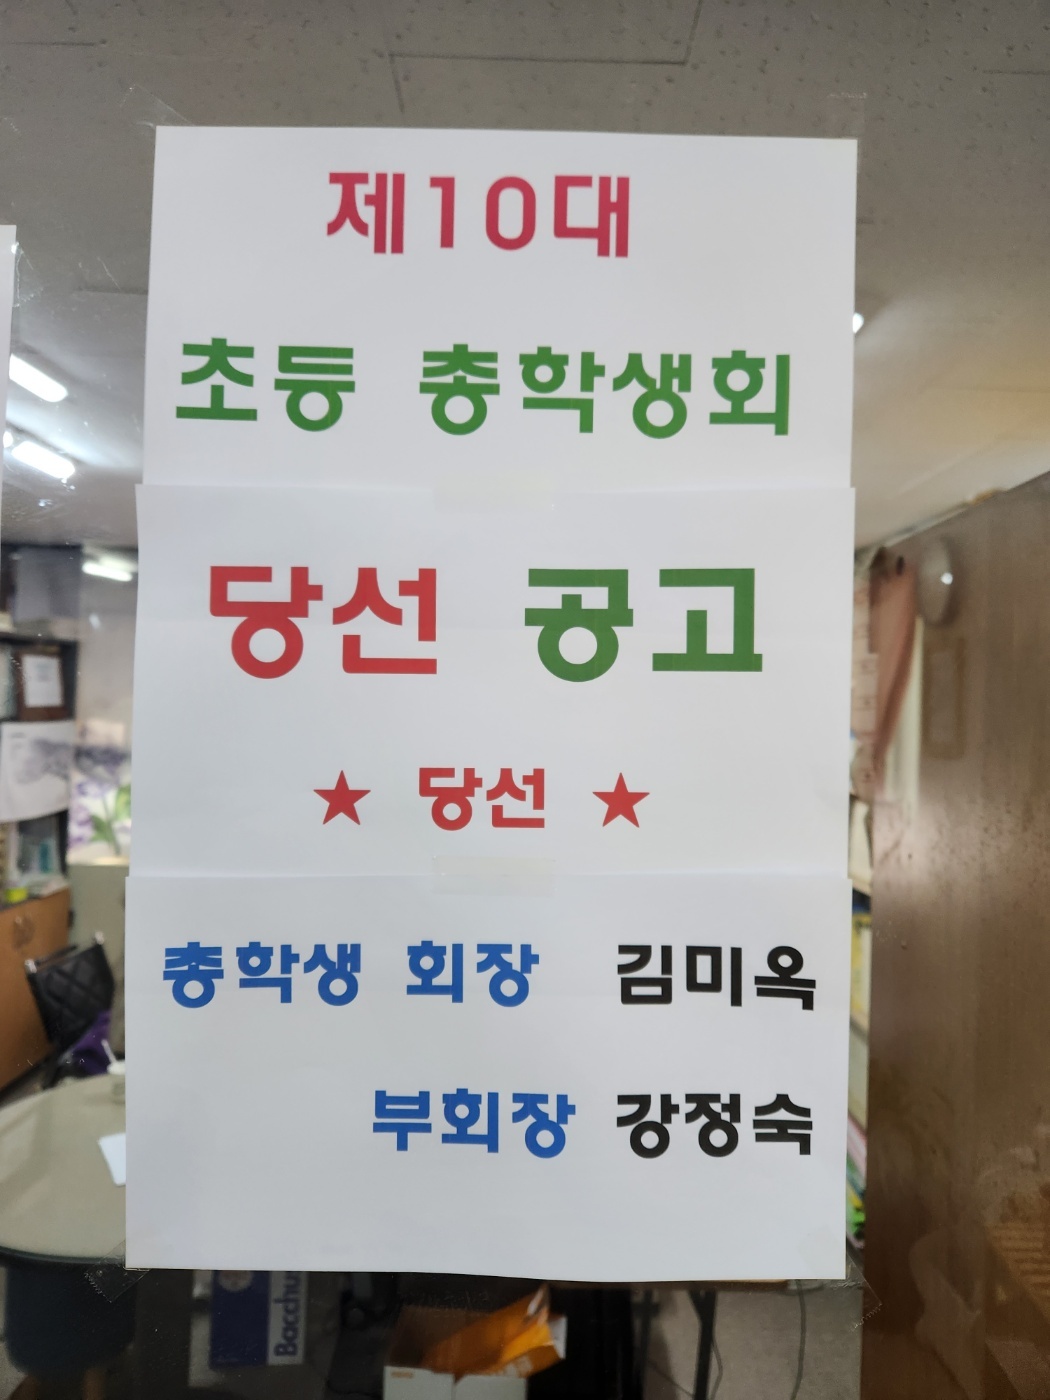 제10대
초등 총학생회
당선 공고
★ 당선 ★
총학생 회장 김미옥
부회장 강정숙
Bacchus